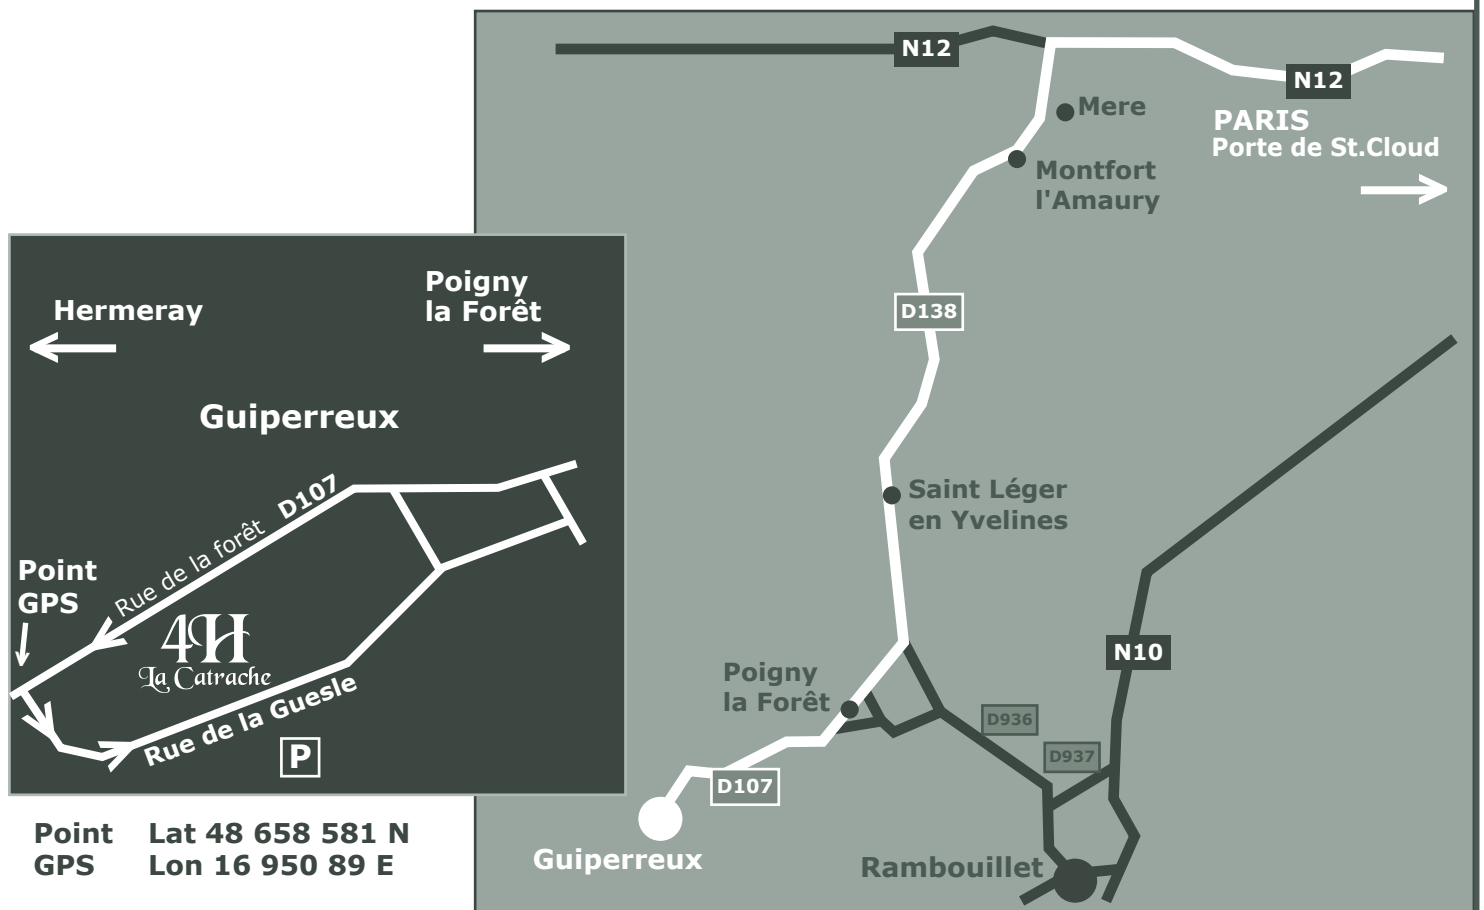 N12
N12
Mere
PARIS
Porte de St.Cloud
Montfort
l'Amaury
D138
Saint Léger
en Yvelines
N10
Poigny
la Forêt
D936
D937
D107
Guiperreux
Rambouillet
Hermeray
Poigny
la Forêt
Guiperreux
D107
Rue de la forêt
Point
GPS
4H
La Catrache
Rue de la Guesle
P
Point Lat 48 658 581 N
GPS Lon 16 950 89 E